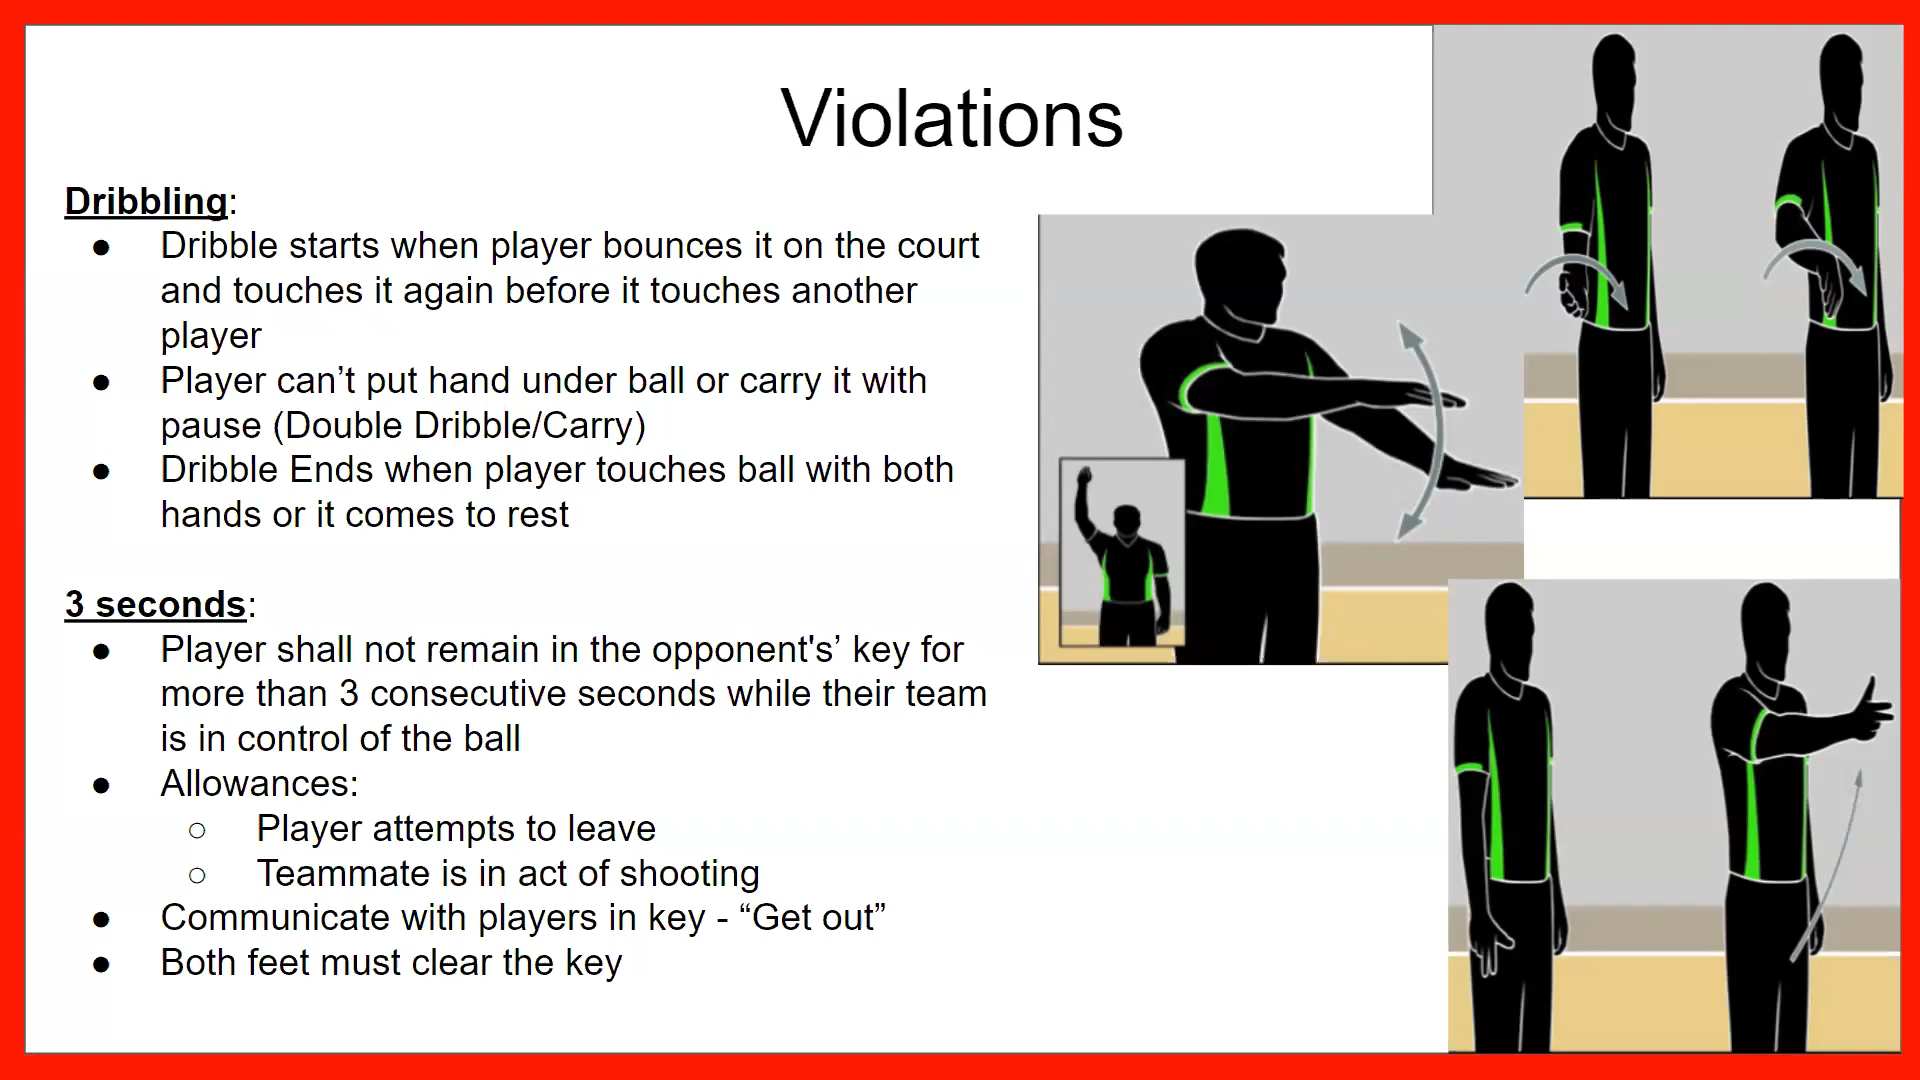 Violations
Dribbling:
● Dribble starts when player bounces it on the court
and touches it again before it touches another
player
● Player can’t put hand under ball or carry it with
pause (Double Dribble/Carry)
● Dribble Ends when player touches ball with both
hands or it comes to rest
3 seconds:
● Player shall not remain in the opponent's’ key for
more than 3 consecutive seconds while their team
is in control of the ball
● Allowances:
○ Player attempts to leave
○ Teammate is in act of shooting
● Communicate with players in key - “Get out”
● Both feet must clear the key